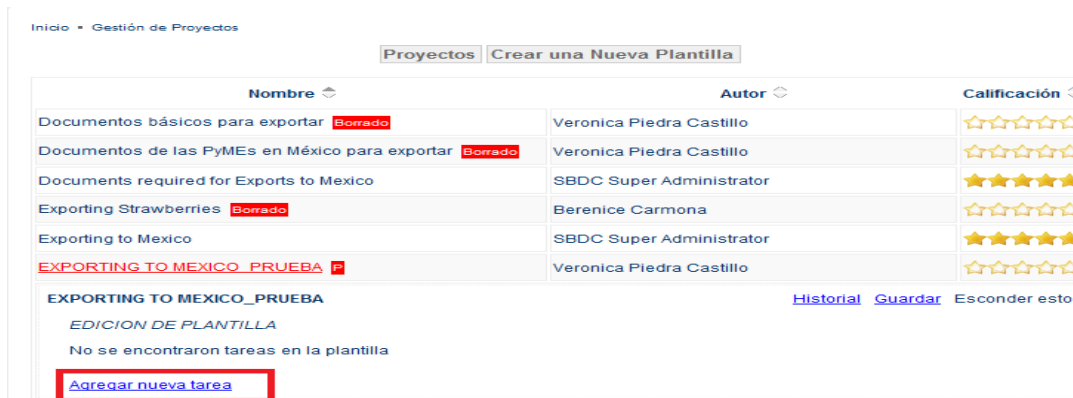 Inicio • Gestión de Proyectos
Proyectos Crear una Nueva Plantilla
Nombre Autor Calificación
Documentos básicos para exportar Borrado Veronica Piedra Castillo
Documentos de las PyMEs en México para exportar Borrado Veronica Piedra Castillo
Documents required for Exports to Mexico SBDC Super Administrator
Exporting Strawberries Borrado Berenice Carmona
Exporting to Mexico SBDC Super Administrator
EXPORTING TO MEXICO_PRUEBA P Veronica Piedra Castillo
EXPORTING TO MEXICO_PRUEBA Historial Guardar Esconder esto
EDICION DE PLANTILLA
No se encontraron tareas en la plantilla
Agregar nueva tarea